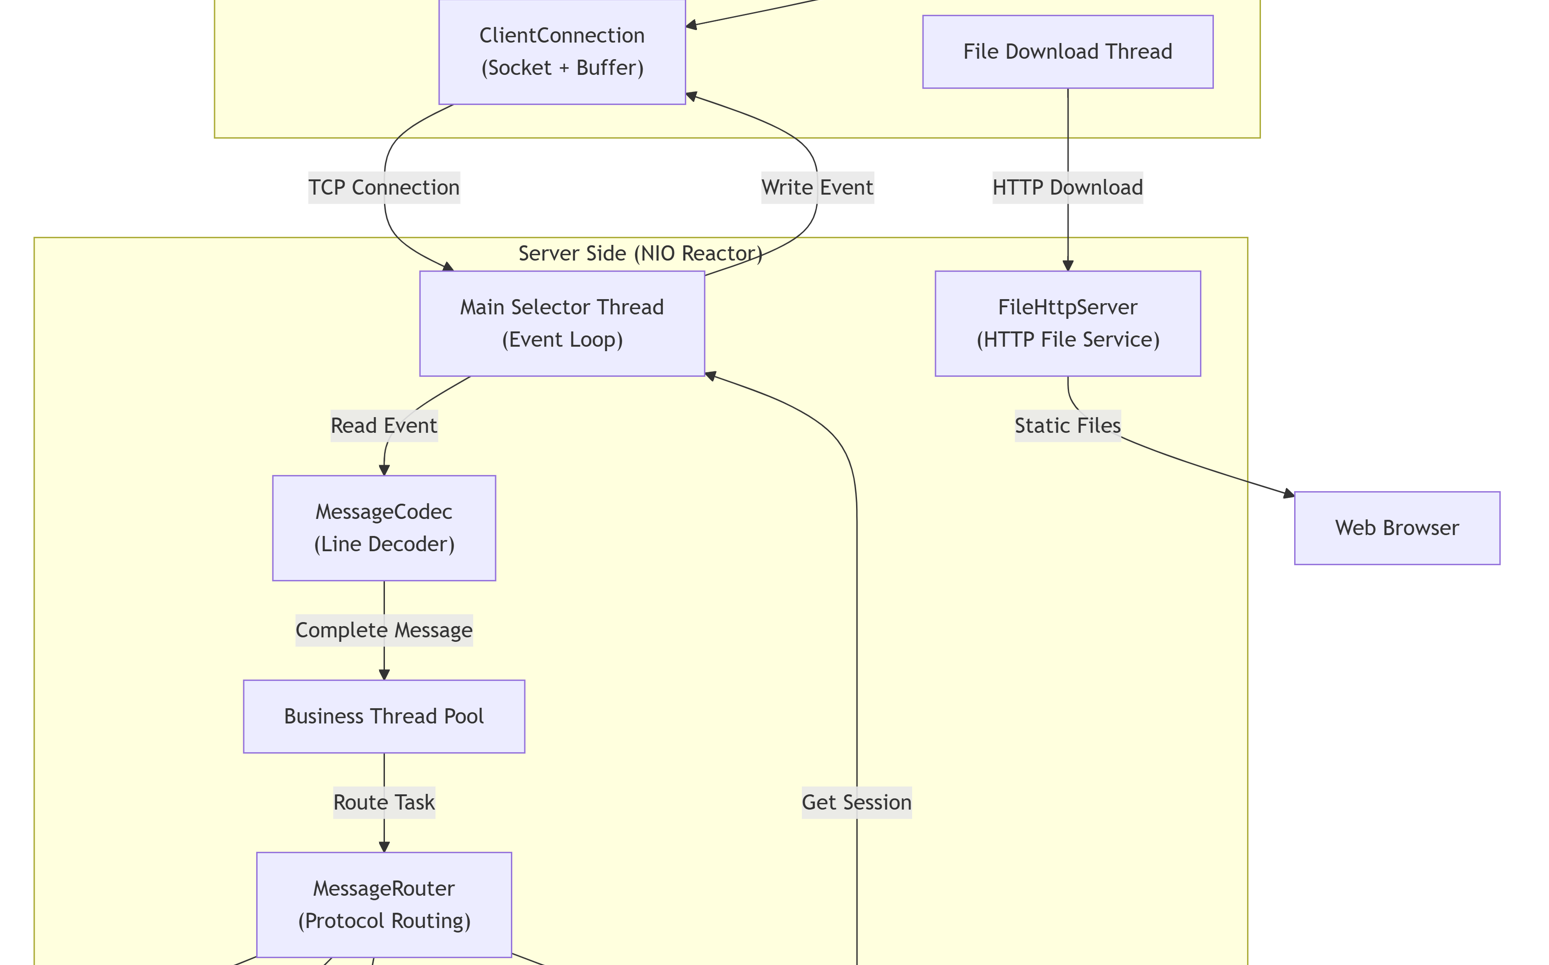 ClientConnection
(Socket + Buffer)
File Download Thread
TCP Connection
Write Event
HTTP Download
Server Side (NIO Reactor)
Main Selector Thread
(Event Loop)
FileHttpServer
(HTTP File Service)
Read Event
Static Files
MessageCodec
(Line Decoder)
Web Browser
Complete Message
Business Thread Pool
Route Task
Get Session
MessageRouter
(Protocol Routing)